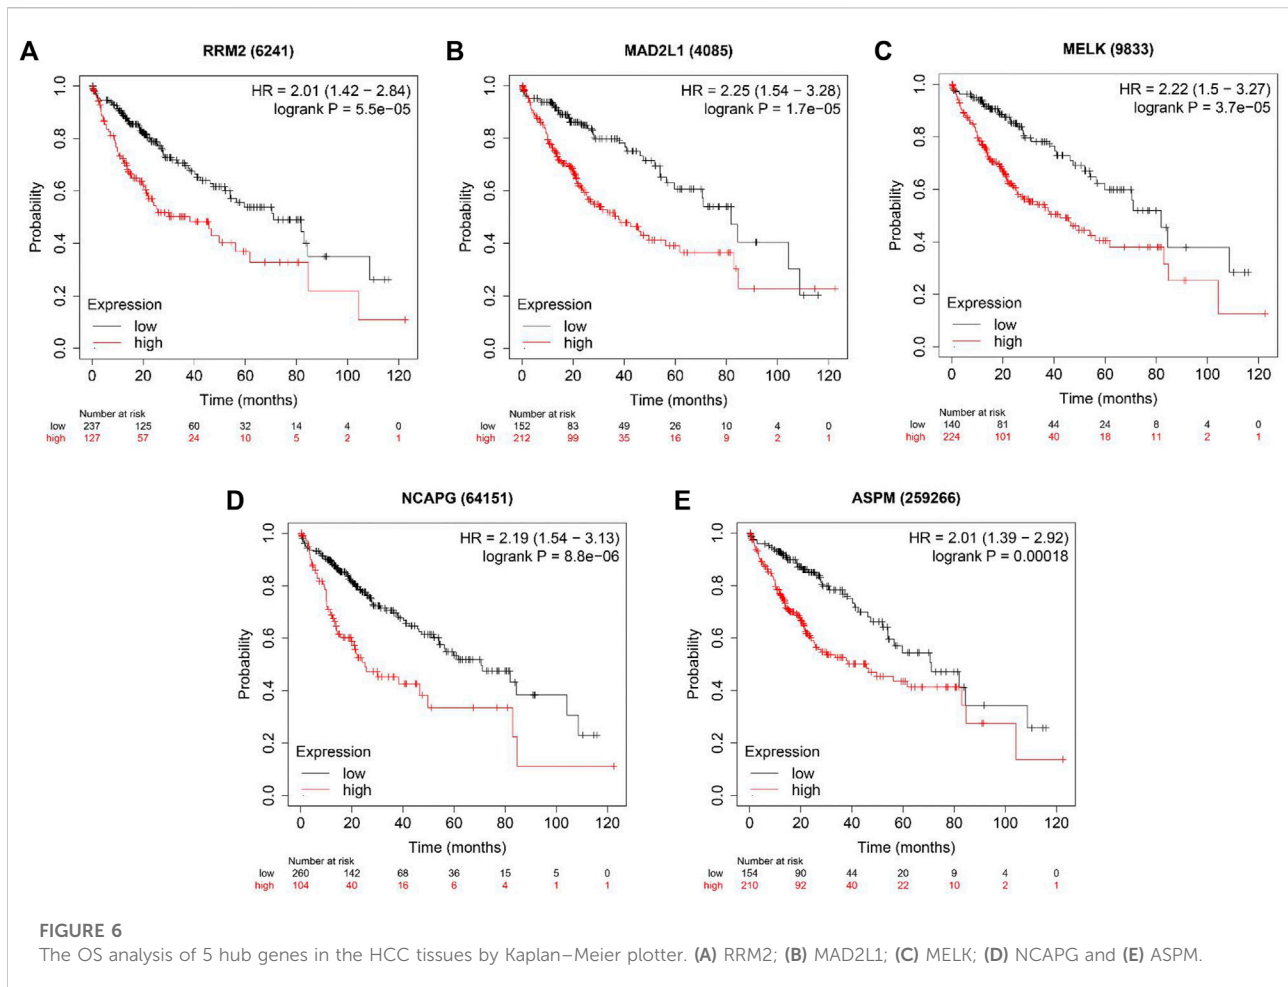 A
RRM2 (6241)
HR = 2.01 (1.42 − 2.84)
logrank P = 5.5e−05
Probability
1.0
0.8
0.6
0.4
0.2
0.0
Expression
low
high
0 20 40 60 80 100 120
Time (months)
Number at risk
low 237 125 60 32 14 4 0
high 127 57 24 10 5 2 1
B
MAD2L1 (4085)
HR = 2.25 (1.54 − 3.28)
logrank P = 1.7e−05
Probability
1.0
0.8
0.6
0.4
0.2
0.0
Expression
low
high
0 20 40 60 80 100 120
Time (months)
Number at risk
low 152 83 49 26 10 4 0
high 212 99 35 16 9 2 1
C
MELK (9833)
HR = 2.22 (1.5 − 3.27)
logrank P = 3.7e−05
Probability
1.0
0.8
0.6
0.4
0.2
0.0
Expression
low
high
0 20 40 60 80 100 120
Time (months)
Number at risk
low 140 81 44 24 8 4 0
high 224 101 40 18 11 2 1
D
NCAPG (64151)
HR = 2.19 (1.54 − 3.13)
logrank P = 8.8e−06
Probability
1.0
0.8
0.6
0.4
0.2
0.0
Expression
low
high
0 20 40 60 80 100 120
Time (months)
Number at risk
low 260 142 68 36 15 5 0
high 104 40 16 6 4 1 1
E
ASPM (259266)
HR = 2.01 (1.39 − 2.92)
logrank P = 0.00018
Probability
1.0
0.8
0.6
0.4
0.2
0.0
Expression
low
high
0 20 40 60 80 100 120
Time (months)
Number at risk
low 154 90 44 20 9 4 0
high 210 92 40 22 10 2 1
FIGURE 6
The OS analysis of 5 hub genes in the HCC tissues by Kaplan–Meier plotter. (A) RRM2; (B) MAD2L1; (C) MELK; (D) NCAPG and (E) ASPM.